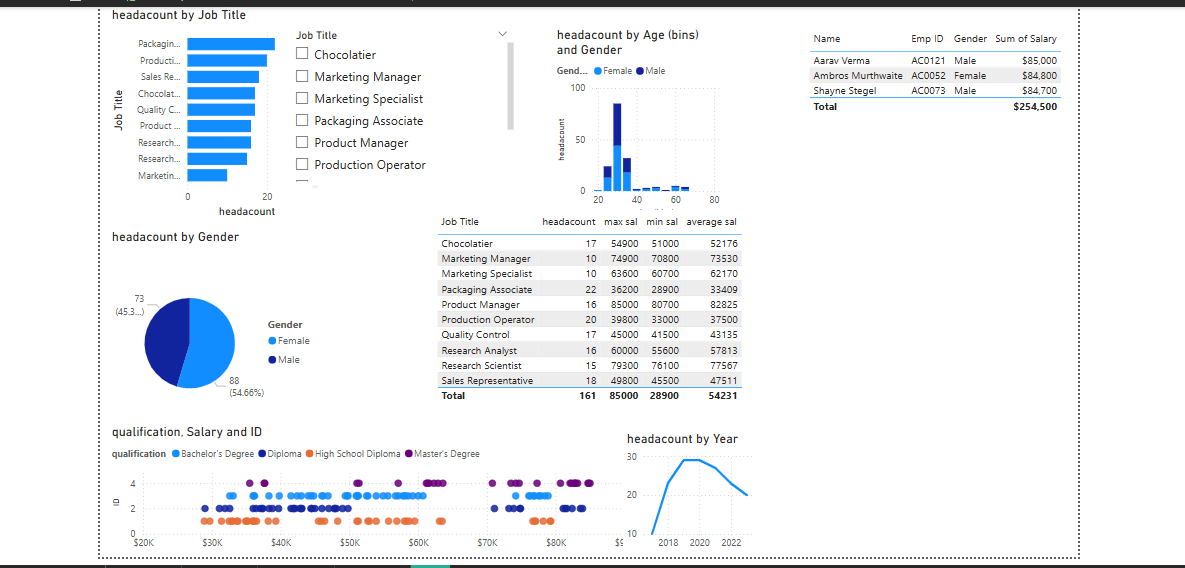 headacount by Job Title
Job Title
Packagin...
Producti...
Sales Re...
Chocolat...
Quality C...
Product ...
Research...
Research...
Marketin...
0 20
headacount
Job Title
Chocolatier
Marketing Manager
Marketing Specialist
Packaging Associate
Product Manager
Production Operator
headacount by Age (bins)
and Gender
Gend... Female Male
headacount
100
50
0
20 40 60 80
Name Emp ID Gender Sum of Salary
Aarav Verma AC0121 Male $85,000
Ambros Murthwaite AC0052 Female $84,800
Shayne Stegel AC0073 Male $84,700
Total $254,500
headacount by Gender
73
(45.3...)
88
(54.66%)
Gender
Female
Male
Job Title headacount max sal min sal average sal
Chocolatier 17 54900 51000 52176
Marketing Manager 10 74900 70800 73530
Marketing Specialist 10 63600 60700 62170
Packaging Associate 22 36200 28900 33409
Product Manager 16 85000 80700 82825
Production Operator 20 39800 33000 37500
Quality Control 17 45000 41500 43135
Research Analyst 16 60000 55600 57813
Research Scientist 15 79300 76100 77567
Sales Representative 18 49800 45500 47511
Total 161 85000 28900 54231
qualification, Salary and ID
qualification Bachelor's Degree Diploma High School Diploma Master's Degree
ID
4
2
0
$20K $30K $40K $50K $60K $70K $80K $9
headacount by Year
30
20
10
2018 2020 2022